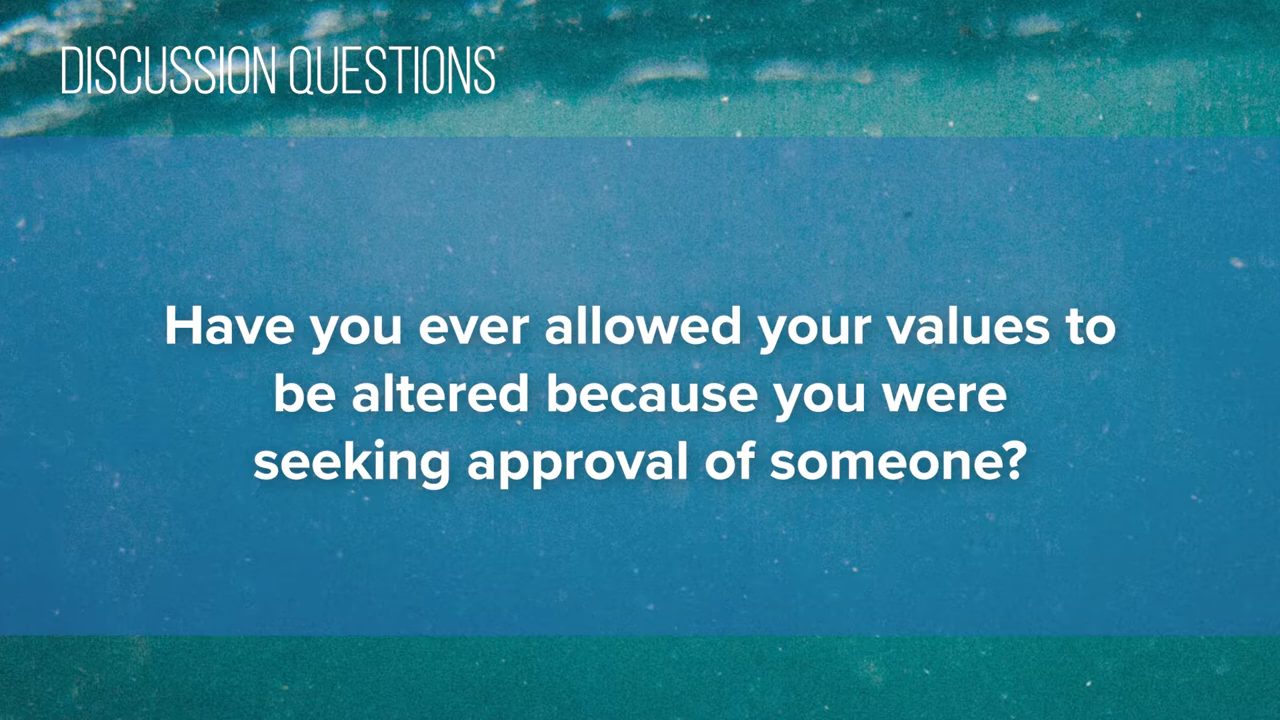 DISCUSSION QUESTIONS
Have you ever allowed your values to
be altered because you were
seeking approval of someone?